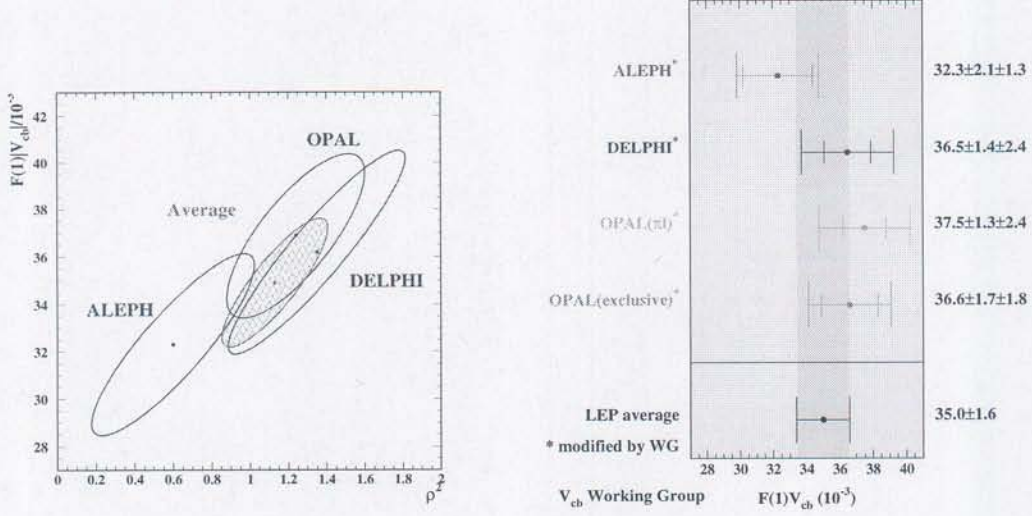 F(1)|V_cb|/10^-3
42
40
38
36
34
32
30
28
OPAL
Average
DELPHI
ALEPH
0 0.2 0.4 0.6 0.8 1 1.2 1.4 1.6 1.8 2
ρ^2
ALEPH* 32.3±2.1±1.3
DELPHI* 36.5±1.4±2.4
OPAL(πl)* 37.5±1.3±2.4
OPAL(exclusive)* 36.6±1.7±1.8
LEP average 35.0±1.6
* modified by WG
28 30 32 34 36 38 40
V_cb Working Group F(1)V_cb (10^-3)